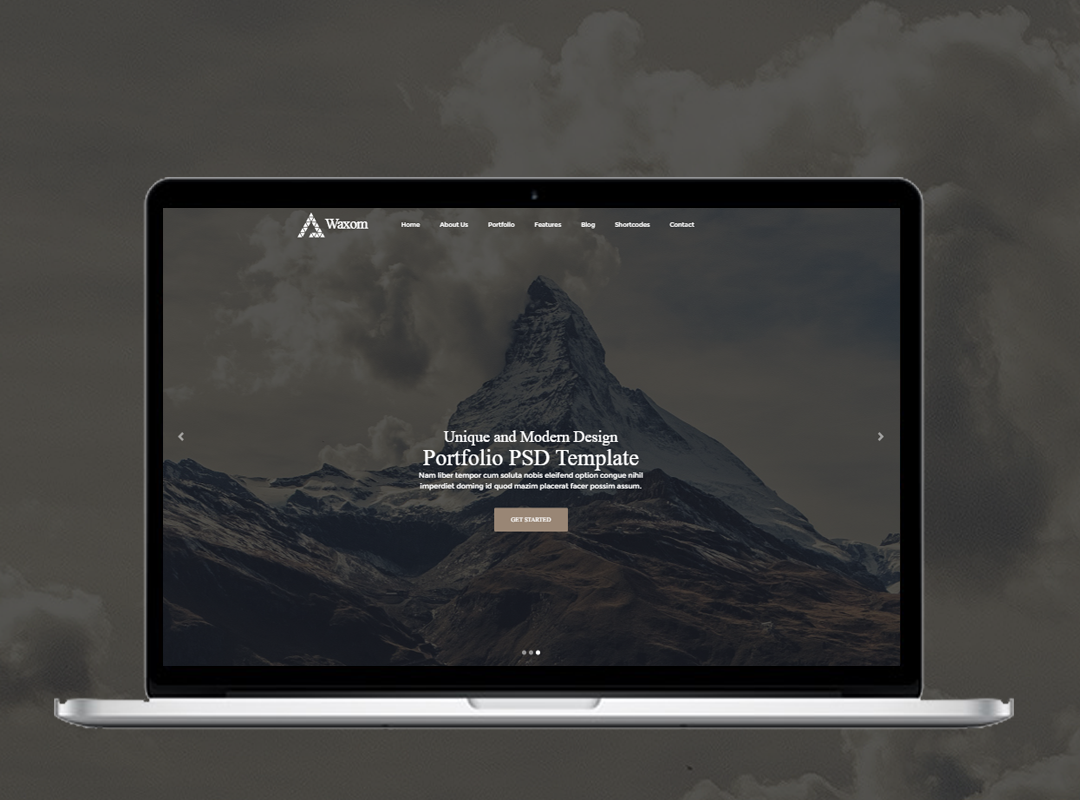 Waxom
Home About Us Portfolio Features Blog Shortcodes Contact
Unique and Modern Design
Portfolio PSD Template
Nam liber tempor cum soluta nobis eleifend option congue nihil
imperdiet doming id quod mazim placerat facer possim assum.
GET STARTED